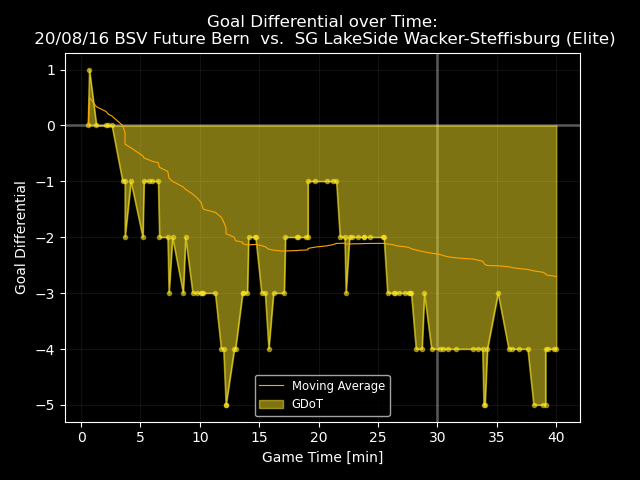 Goal Differential over Time:
20/08/16 BSV Future Bern  vs.  SG LakeSide Wacker-Steffisburg (Elite)
Goal Differential
1
0
−1
−2
−3
−4
−5
Moving Average
GDoT
0 5 10 15 20 25 30 35 40
Game Time [min]